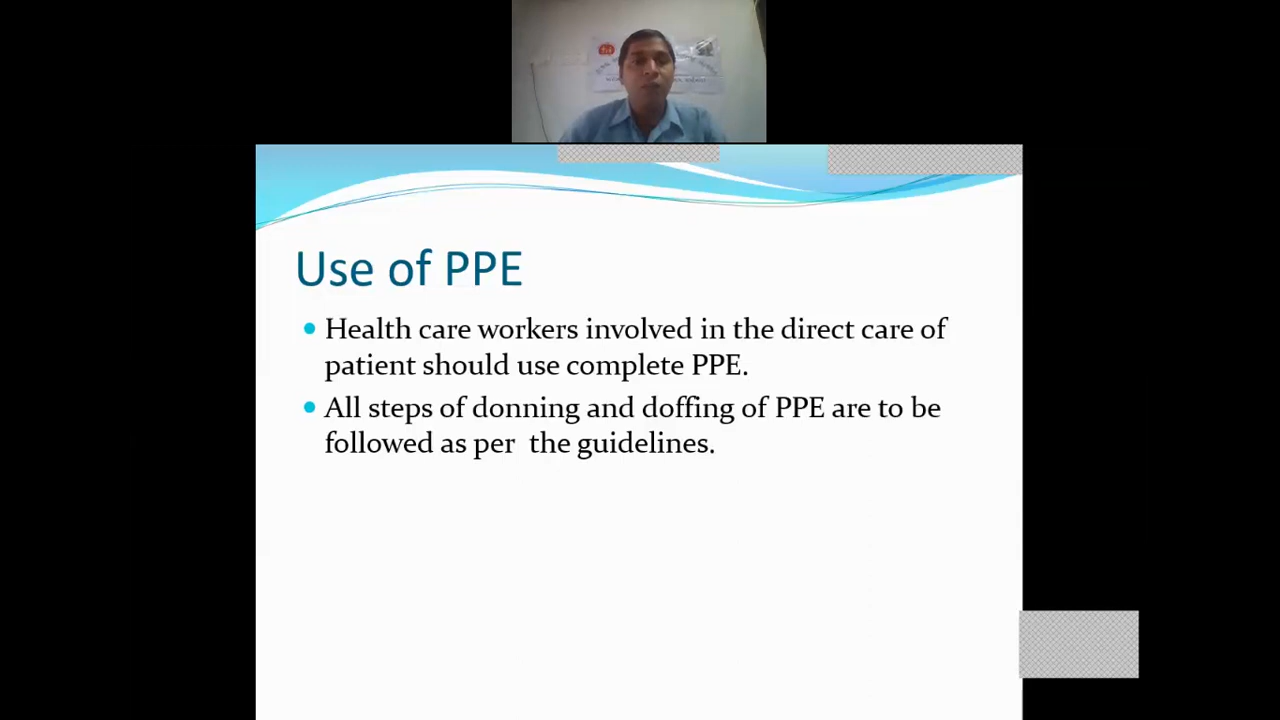 Use of PPE
Health care workers involved in the direct care of
patient should use complete PPE.
All steps of donning and doffing of PPE are to be
followed as per  the guidelines.